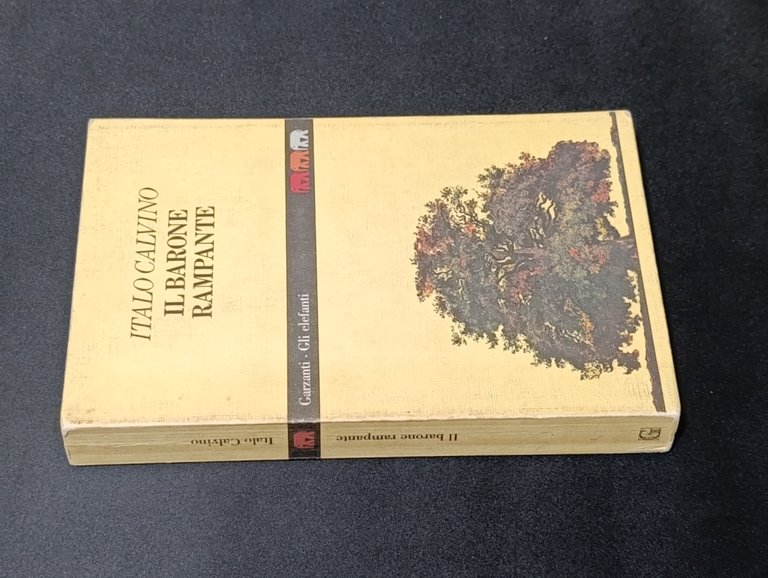 ITALO CALVINO
IL BARONE
RAMPANTE
Garzanti · Gli elefanti
Italo Calvino
Il barone rampante
G